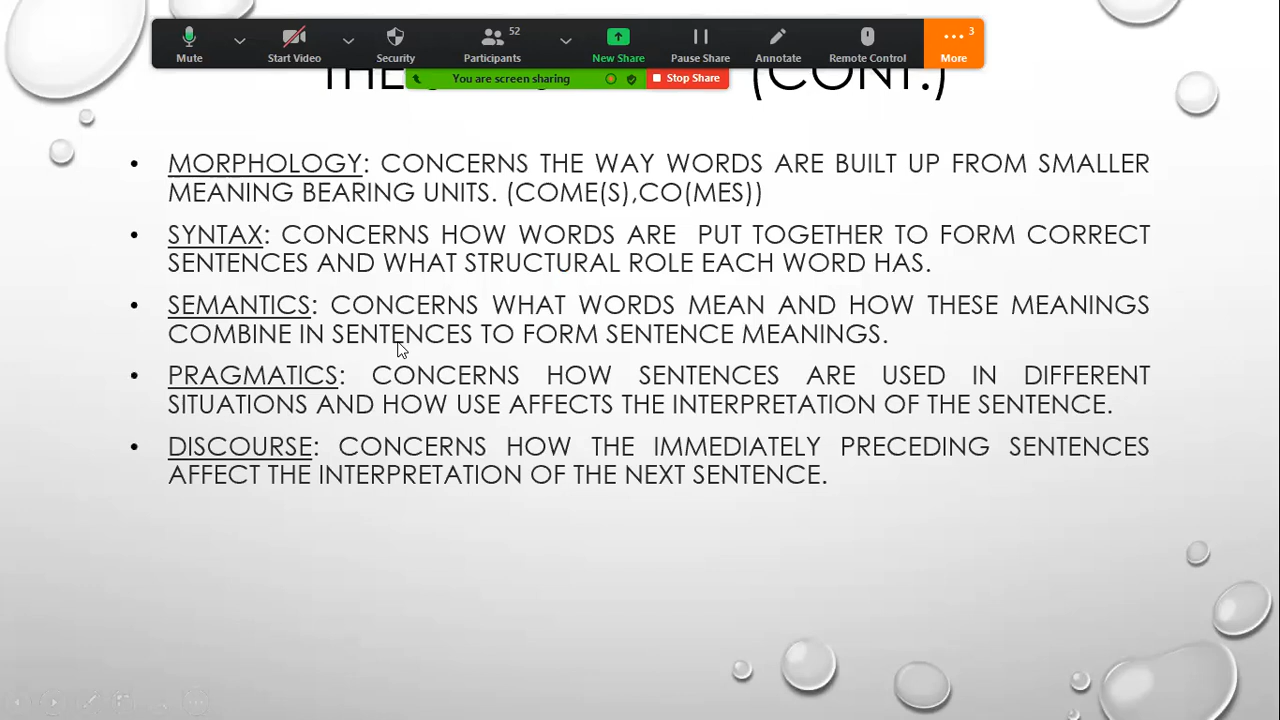 52
3
Mute
Start Video
Security
Participants
New Share
Pause Share
Annotate
Remote Control
More
You are screen sharing
Stop Share
THE (CONT.)
• MORPHOLOGY: CONCERNS THE WAY WORDS ARE BUILT UP FROM SMALLER
MEANING BEARING UNITS. (COME(S),CO(MES))
• SYNTAX: CONCERNS HOW WORDS ARE PUT TOGETHER TO FORM CORRECT
SENTENCES AND WHAT STRUCTURAL ROLE EACH WORD HAS.
• SEMANTICS: CONCERNS WHAT WORDS MEAN AND HOW THESE MEANINGS
COMBINE IN SENTENCES TO FORM SENTENCE MEANINGS.
• PRAGMATICS: CONCERNS HOW SENTENCES ARE USED IN DIFFERENT
SITUATIONS AND HOW USE AFFECTS THE INTERPRETATION OF THE SENTENCE.
• DISCOURSE: CONCERNS HOW THE IMMEDIATELY PRECEDING SENTENCES
AFFECT THE INTERPRETATION OF THE NEXT SENTENCE.